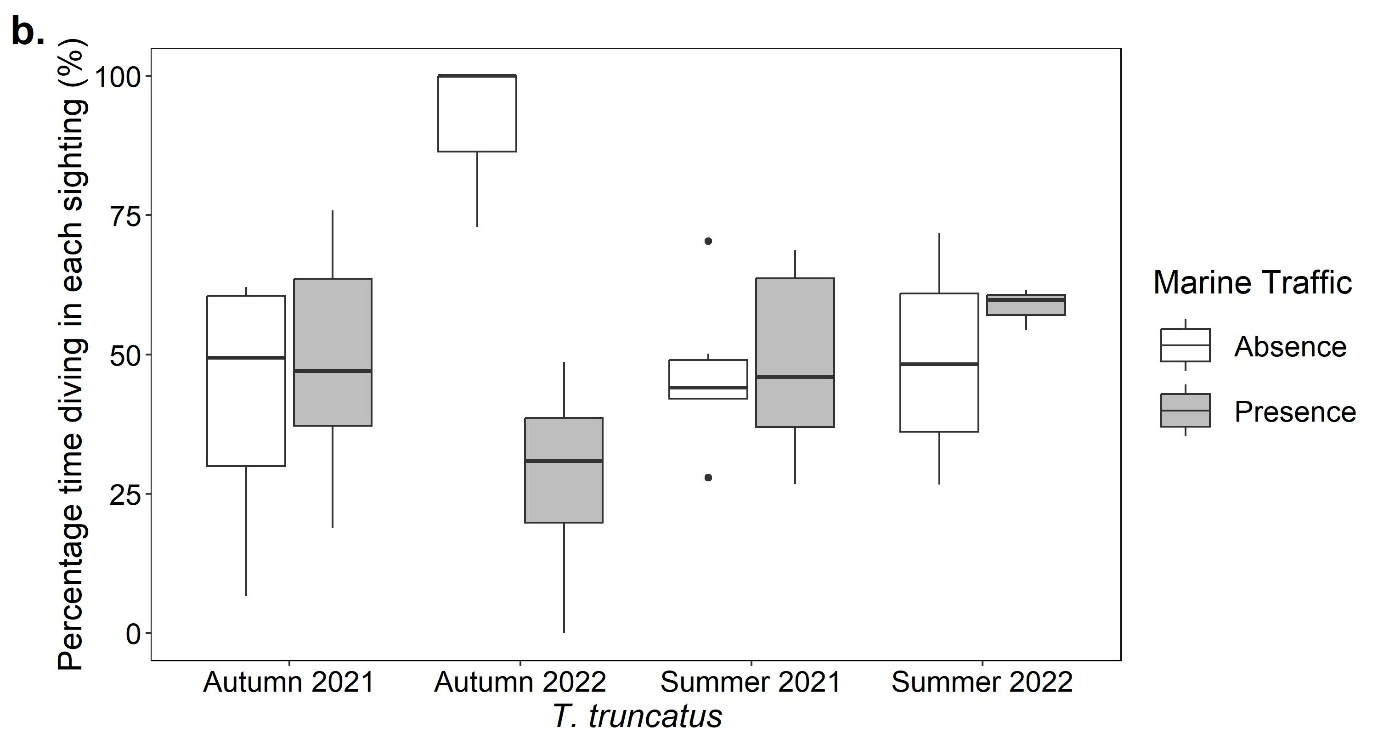 b.
Percentage time diving in each sighting (%)
100
75
50
25
0
Autumn 2021 Autumn 2022 Summer 2021 Summer 2022
T. truncatus
Marine Traffic
Absence
Presence